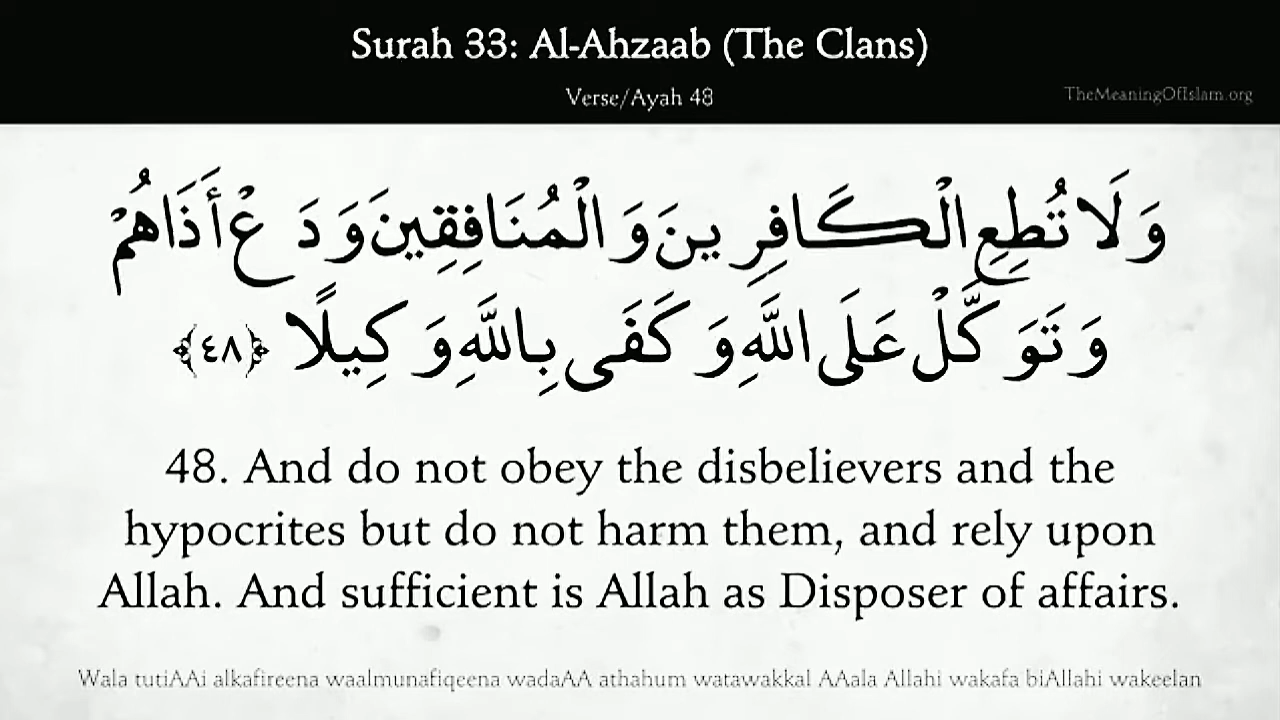 Surah 33: Al-Ahzaab (The Clans)
Verse/Ayah 48
TheMeaningOfIslam.org
وَلَا تُطِعِ الْكَافِرِينَ وَالْمُنَافِقِينَ وَدَعْ أَذَاهُمْ
وَتَوَكَّلْ عَلَى اللَّهِ وَكَفَى بِاللَّهِ وَكِيلًا ﴿٤٨﴾
48. And do not obey the disbelievers and the
hypocrites but do not harm them, and rely upon
Allah. And sufficient is Allah as Disposer of affairs.
Wala tutiAAi alkafireena waalmunafiqeena wadaAA athahum watawakkal AAala Allahi wakafa biAllahi wakeelan